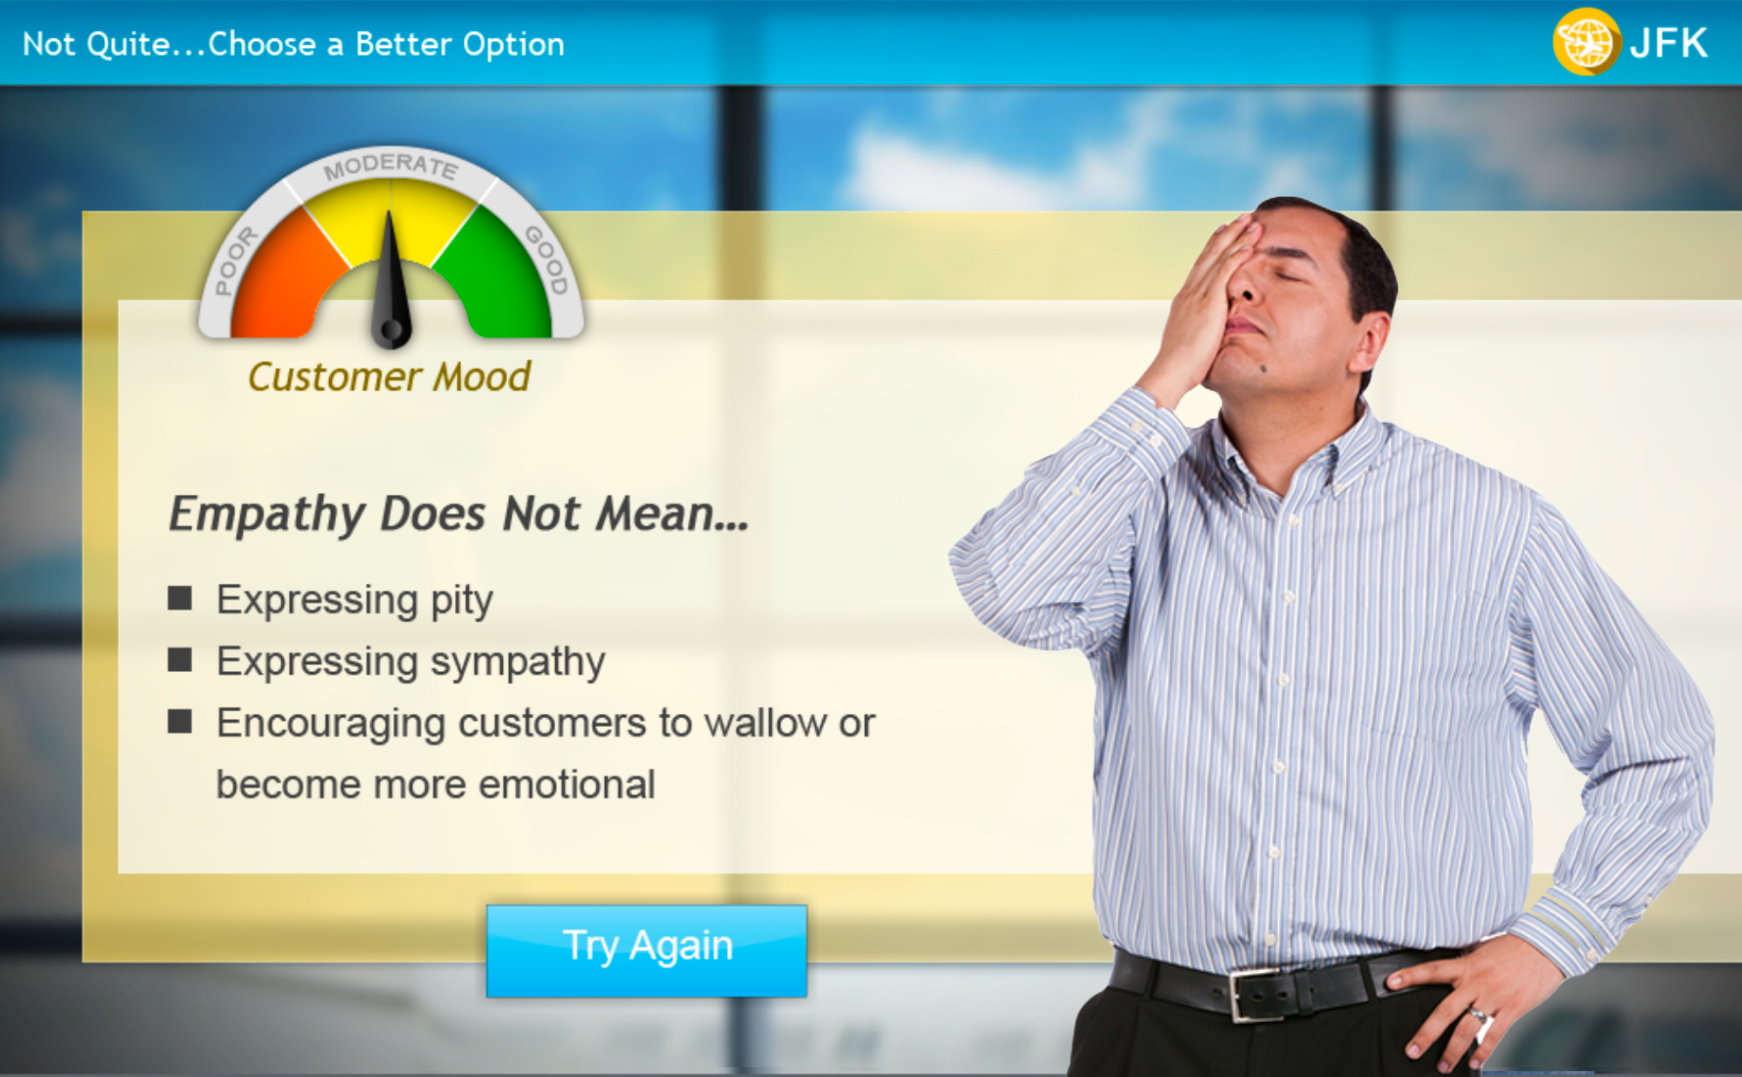 Not Quite...Choose a Better Option
JFK
MODERATE
POOR
GOOD
Customer Mood
Empathy Does Not Mean...
■ Expressing pity
■ Expressing sympathy
■ Encouraging customers to wallow or
become more emotional
Try Again